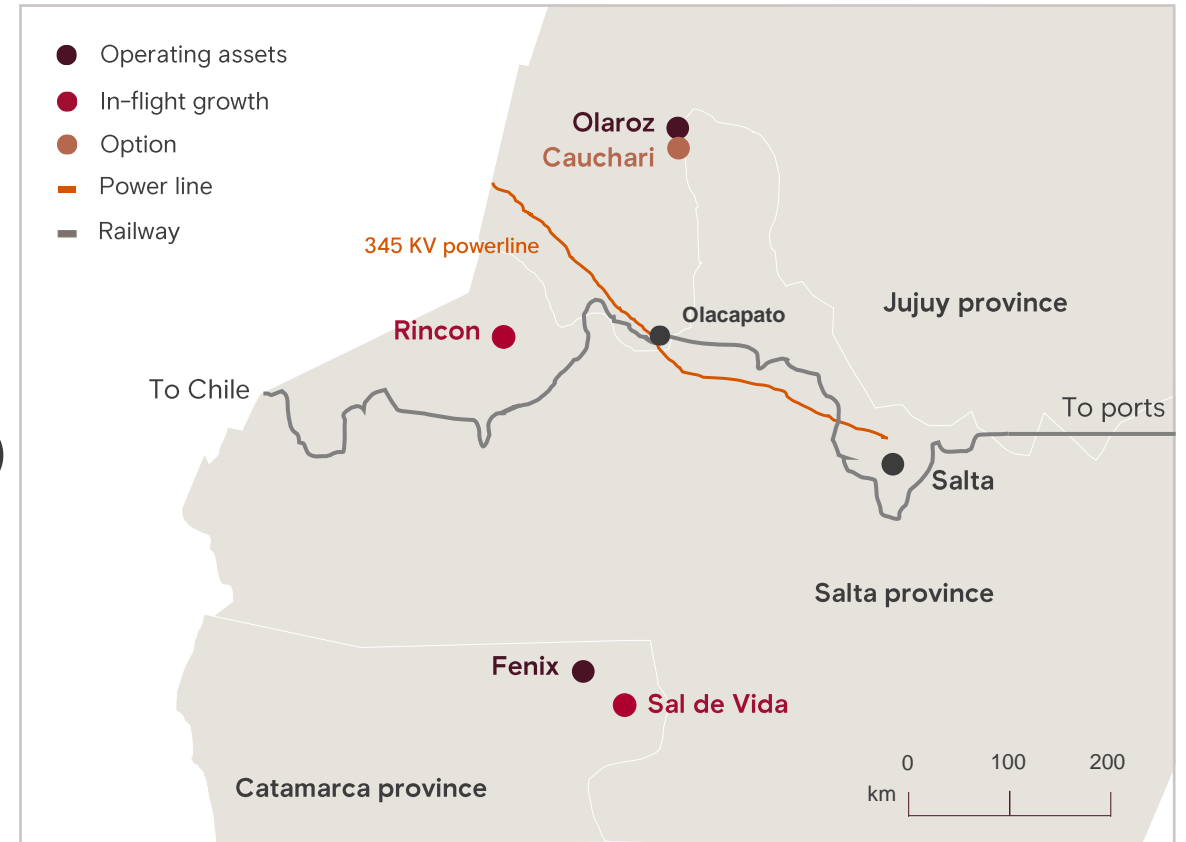 Operating assets
In-flight growth
Option
Power line
Railway
Olaroz
Cauchari
345 KV powerline
Olacapato
Jujuy province
Rincon
To Chile
To ports
Salta
Salta province
Fenix
Sal de Vida
Catamarca province
0 100 200
km